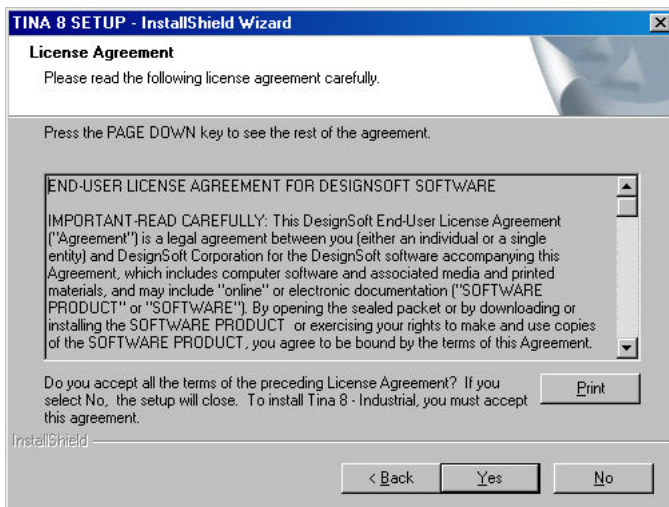 TINA 8 SETUP - InstallShield Wizard
License Agreement
Please read the following license agreement carefully.
Press the PAGE DOWN key to see the rest of the agreement.
END-USER LICENSE AGREEMENT FOR DESIGNSOFT SOFTWARE
IMPORTANT-READ CAREFULLY: This DesignSoft End-User License Agreement
("Agreement") is a legal agreement between you (either an individual or a single
entity) and DesignSoft Corporation for the DesignSoft software accompanying this
Agreement, which includes computer software and associated media and printed
materials, and may include "online" or electronic documentation ("SOFTWARE
PRODUCT" or "SOFTWARE"). By opening the sealed packet or by downloading or
installing the SOFTWARE PRODUCT  or exercising your rights to make and use copies
of the SOFTWARE PRODUCT, you agree to be bound by the terms of this Agreement.
Do you accept all the terms of the preceding License Agreement?  If you
select No,  the setup will close.  To install Tina 8 - Industrial, you must accept
this agreement.
Print
InstallShield
< Back
Yes
No